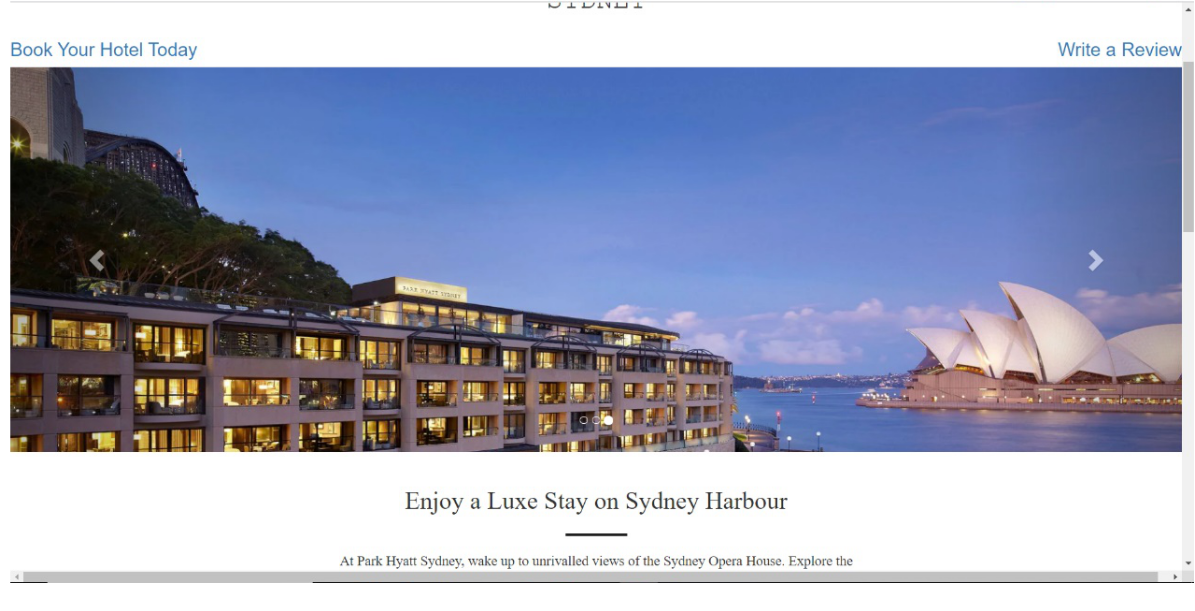 SYDNEY
Book Your Hotel Today
Write a Review
PARK HYATT SYDNEY
Enjoy a Luxe Stay on Sydney Harbour
At Park Hyatt Sydney, wake up to unrivalled views of the Sydney Opera House. Explore the